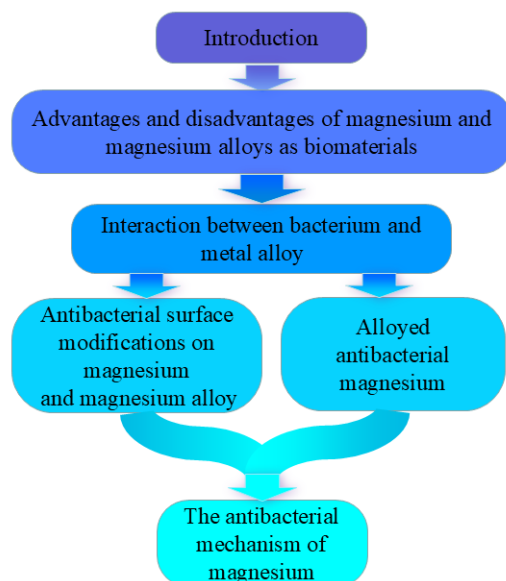 Introduction
Advantages and disadvantages of magnesium and
magnesium alloys as biomaterials
Interaction between bacterium and
metal alloy
Antibacterial surface
modifications on
magnesium
and magnesium alloy
Alloyed
antibacterial
magnesium
The antibacterial
mechanism of
magnesium